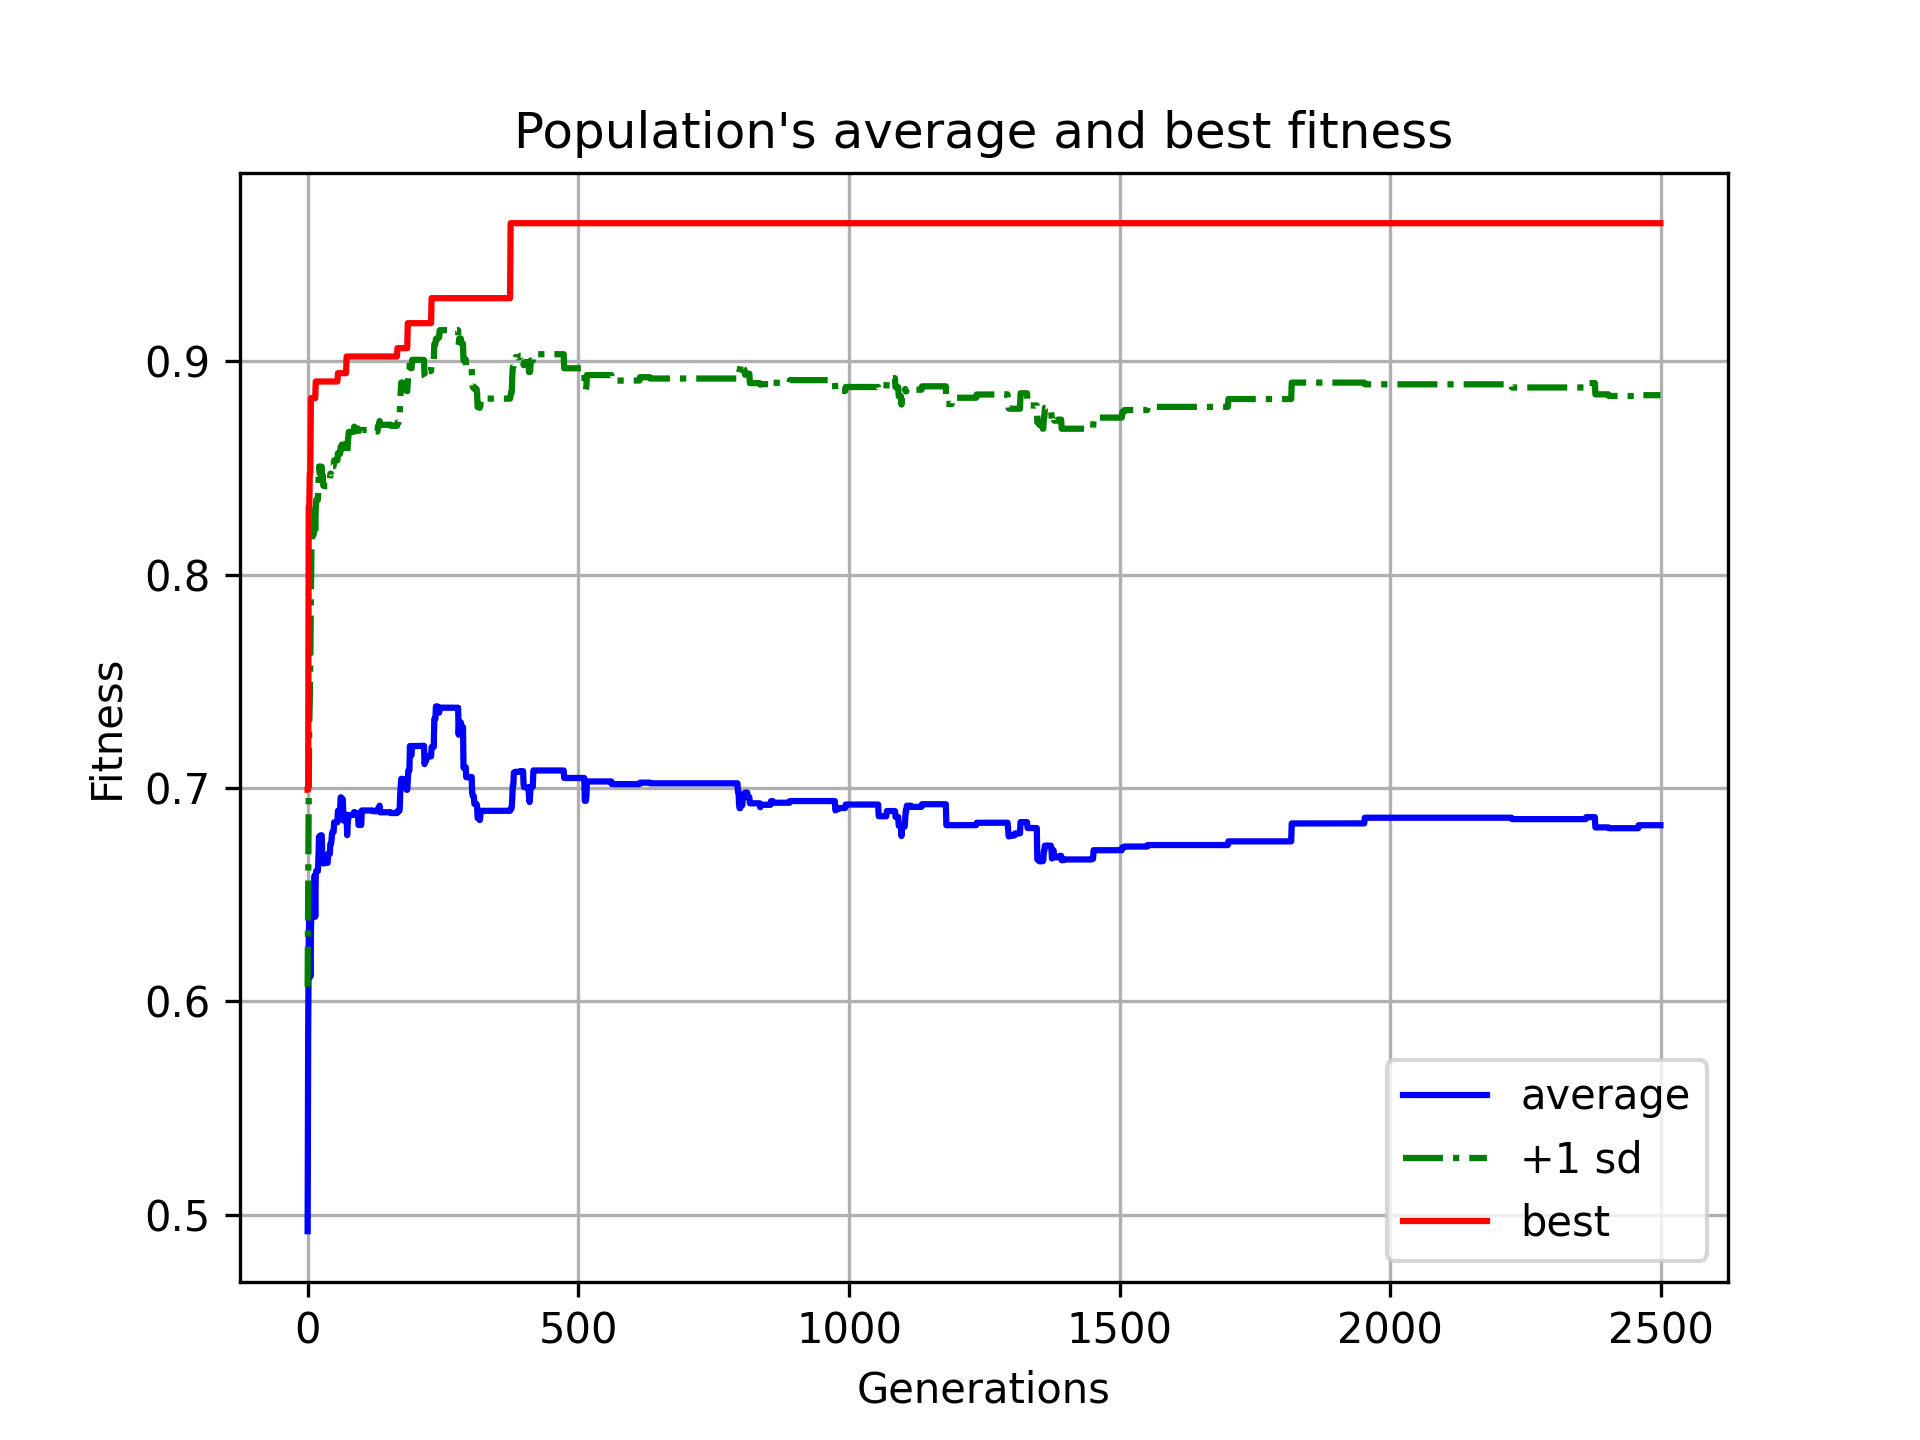 Population's average and best fitness
Fitness
0.9
0.8
0.7
0.6
0.5
0 500 1000 1500 2000 2500
Generations
average
+1 sd
best